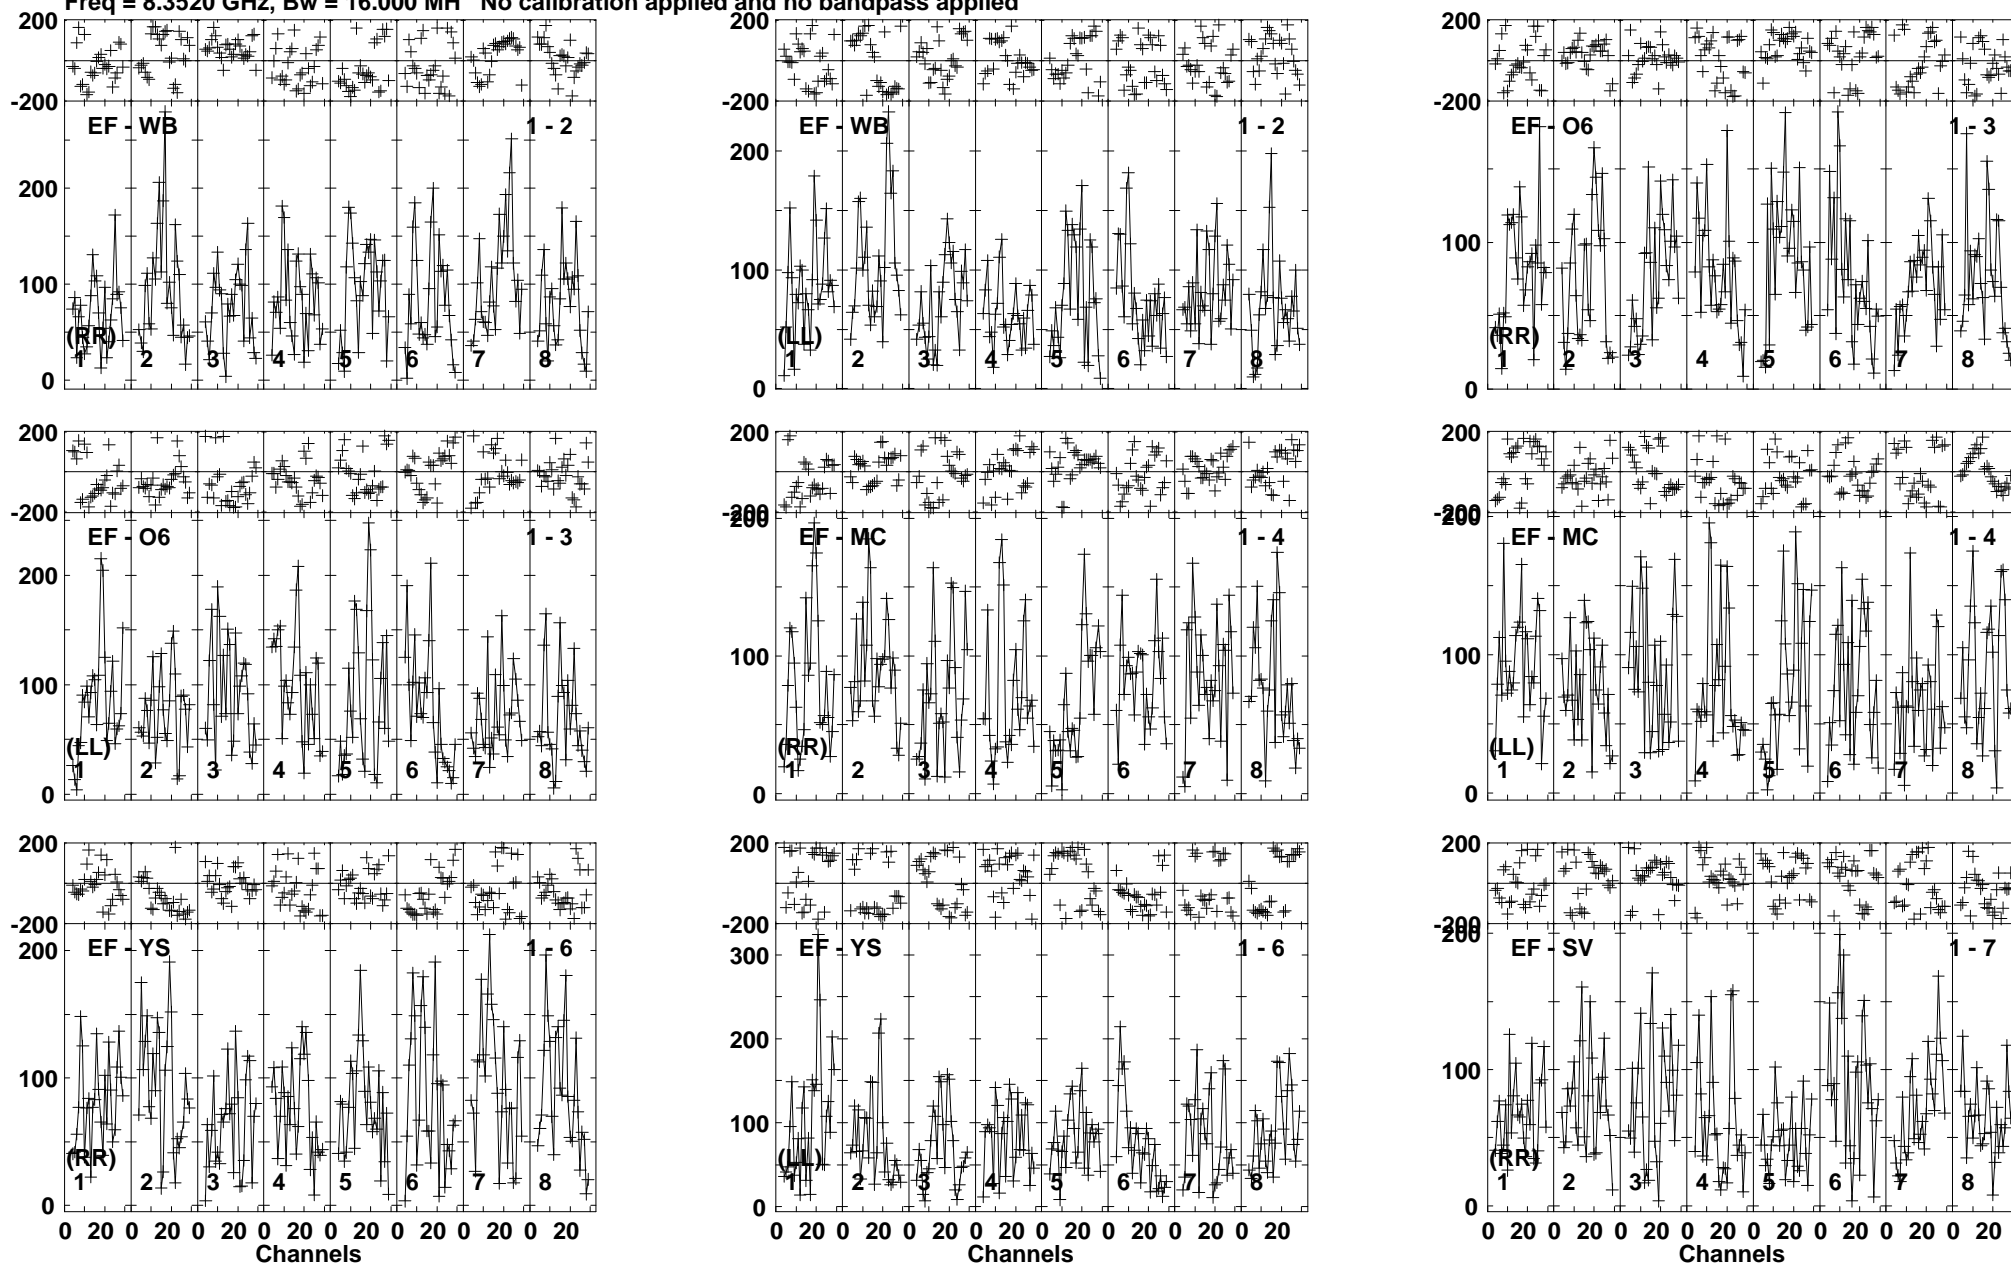 Freq = 8.3520 GHz, Bw = 16.000 MH No calibration applied and no bandpass applied
200 200 200
-200 -200 -200
EF - WB 1 - 2 EF - WB 1 - 2 EF - O6 1 - 3
200 200
100 100 100
(RR) (LL) (RR)
1 2 3 4 5 6 7 8 1 2 3 4 5 6 7 8 1 2 3 4 5 6 7 8
0 0 0
200 200 200
-200 -200 -200
200 200
EF - O6 1 - 3 EF - MC 1 - 4 EF - MC 1 - 4
200
100 100 100
(LL) (RR) (LL)
1 2 3 4 5 6 7 8 1 2 3 4 5 6 7 8 1 2 3 4 5 6 7 8
0 0 0
200 200 200
-200 -200 -200
200
EF - YS 1 - 6 EF - YS 1 - 6 EF - SV 1 - 7
200 300
200
100 100 100
(RR) (LL) (RR)
1 2 3 4 5 6 7 8 1 2 3 4 5 6 7 8 1 2 3 4 5 6 7 8
0 0 0
0 20 0 20 0 20 0 20 0 20 0 20 0 20 0 20 0 20 0 20 0 20 0 20 0 20 0 20 0 20 0 20 0 20 0 20 0 20 0 20 0 20 0 20 0 20 0 20
Channels Channels Channels